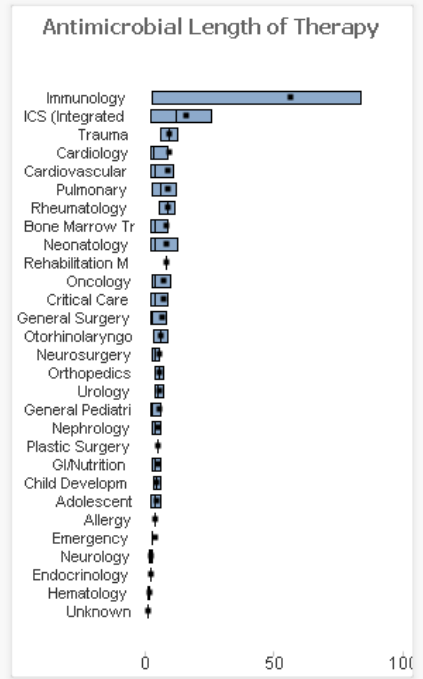 Antimicrobial Length of Therapy
Immunology
ICS (Integrated
Trauma
Cardiology
Cardiovascular
Pulmonary
Rheumatology
Bone Marrow Tr
Neonatology
Rehabilitation M
Oncology
Critical Care
General Surgery
Otorhinolaryngo
Neurosurgery
Orthopedics
Urology
General Pediatri
Nephrology
Plastic Surgery
GI/Nutrition
Child Developm
Adolescent
Allergy
Emergency
Neurology
Endocrinology
Hematology
Unknown
0 50 100